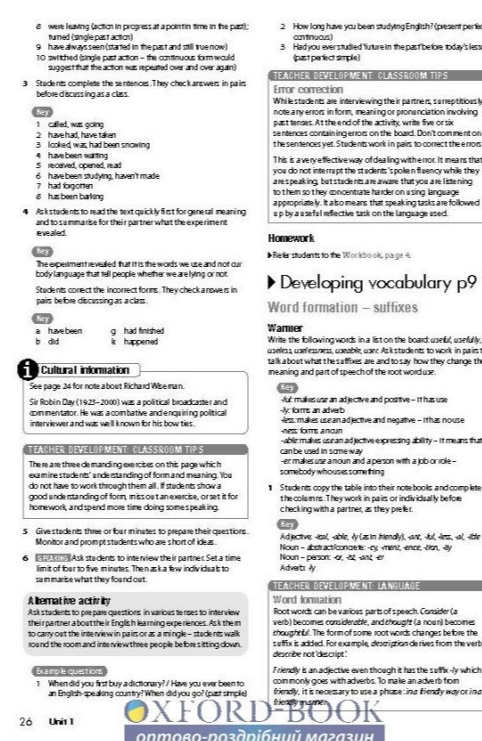 8 were leaving (action in progress at a point in time in the past);
turned (single past action)
9 have always seen (started in the past and still true now)
10 switched (single past action – the continuous form would
suggest that the action was repeated over and over again)
3 Students complete the sentences. They check answers in pairs
before discussing as a class.
Key
1 called, was going
2 have had, have taken
3 looked, was, had been snowing
4 have been waiting
5 received, opened, read
6 have been studying, haven't made
7 had forgotten
8 has been barking
4 Ask students to read the text quickly first for general meaning
and to summarise for their partner what the experiment
revealed.
Key
The experiment revealed that it is the words we use and not our
body language that tell people whether we are lying or not.
Students correct the incorrect forms. They check answers in
pairs before discussing as a class.
Key
a have been g had finished
b did k happened
i Cultural information
See page 24 for note about Richard Wiseman.
Sir Robin Day (1923–2000) was a political broadcaster and
commentator. He was a combative and enquiring political
interviewer and was well known for his bow ties.
TEACHER DEVELOPMENT: CLASSROOM TIPS
There are three demanding exercises on this page which
examine students' understanding of form and meaning. You
do not have to work through them all. If students show a
good understanding of form, miss out an exercise, or set it for
homework, and spend more time doing some speaking.
5 Give students three or four minutes to prepare their questions.
Monitor and prompt students who are short of ideas.
6 SPEAKING Ask students to interview their partner. Set a time
limit of four to five minutes. Then ask a few individuals to
summarise what they found out.
Alternative activity
Ask students to prepare questions in various tenses to interview
their partner about their English learning experiences. Ask them
to carry out the interview in pairs or as a mingle – students walk
round the room and interview three people before sitting down.
Example questions
1 When did you first buy a dictionary? / Have you ever been to
an English-speaking country? When did you go? (past simple)
2 How long have you been studying English? (present perfec
continuous)
3 Had you ever studied 'future in the past' before today's less
(past perfect simple)
TEACHER DEVELOPMENT: CLASSROOM TIPS
Error correction
While students are interviewing their partners, surreptitiously
note any errors in form, meaning or pronunciation involving
past tenses. At the end of the activity, write five or six
sentences containing errors on the board. Don't comment on
the sentences yet. Students work in pairs to correct the errors
This is a very effective way of dealing with error. It means that
you do not interrupt the students' spoken fluency while they
are speaking, but students are aware that you are listening
to them so they concentrate harder on using language
appropriately. It also means that speaking tasks are followed
up by a useful reflective task on the language used.
Homework
Refer students to the Workbook, page 4.
Developing vocabulary p9
Word formation – suffixes
Warmer
Write the following words in a list on the board: useful, usefully,
useless, uselessness, useable, user. Ask students to work in pairs t
talk about what the suffixes are and to say how they change the
meaning and part of speech of the root word use.
Key
-ful: makes use an adjective and positive – it has use
-ly: forms an adverb
-less: makes use an adjective and negative – it has no use
-ness: forms a noun
-able: makes use an adjective expressing ability – it means that
can be used in some way
-er: makes use a noun and a person with a job or role –
somebody who uses something
1 Students copy the table into their notebooks and complete
the columns. They work in pairs or individually before
checking with a partner, as they prefer.
Key
Adjective: -ical, -able, -ly (as in friendly), -ant, -ful, -less, -al, -ible
Noun – abstract/concrete: -cy, -ment, -ence, -tion, -ity
Noun – person: -or, -ist, -ant, -er
Adverb: -ly
TEACHER DEVELOPMENT: LANGUAGE
Word formation
Root words can be various parts of speech. Consider (a
verb) becomes considerable, and thought (a noun) becomes
thoughtful. The form of some root words changes before the
suffix is added. For example, description derives from the verb
describe not 'descript'.
Friendly is an adjective even though it has the suffix -ly which
commonly goes with adverbs. To make an adverb from
friendly, it is necessary to use a phrase: in a friendly way or in a
friendly manner.
26 Unit 1
OXFORD-BOOK
оптово-роздрібний магазин